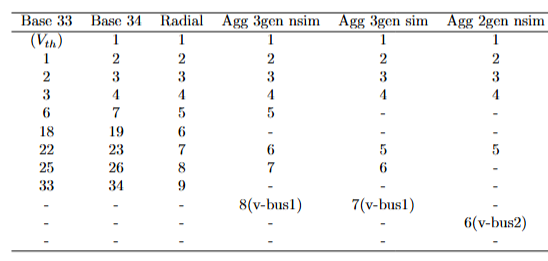 Base 33 Base 34 Radial Agg 3gen nsim Agg 3gen sim Agg 2gen nsim
(Vth) 1 1 1 1 1
1 2 2 2 2 2
2 3 3 3 3 3
3 4 4 4 4 4
6 7 5 5 - -
18 19 6 - - -
22 23 7 6 5 5
25 26 8 7 6 -
33 34 9 - - -
- - - 8(v-bus1) 7(v-bus1) -
- - - - - 6(v-bus2)
- - - - - -